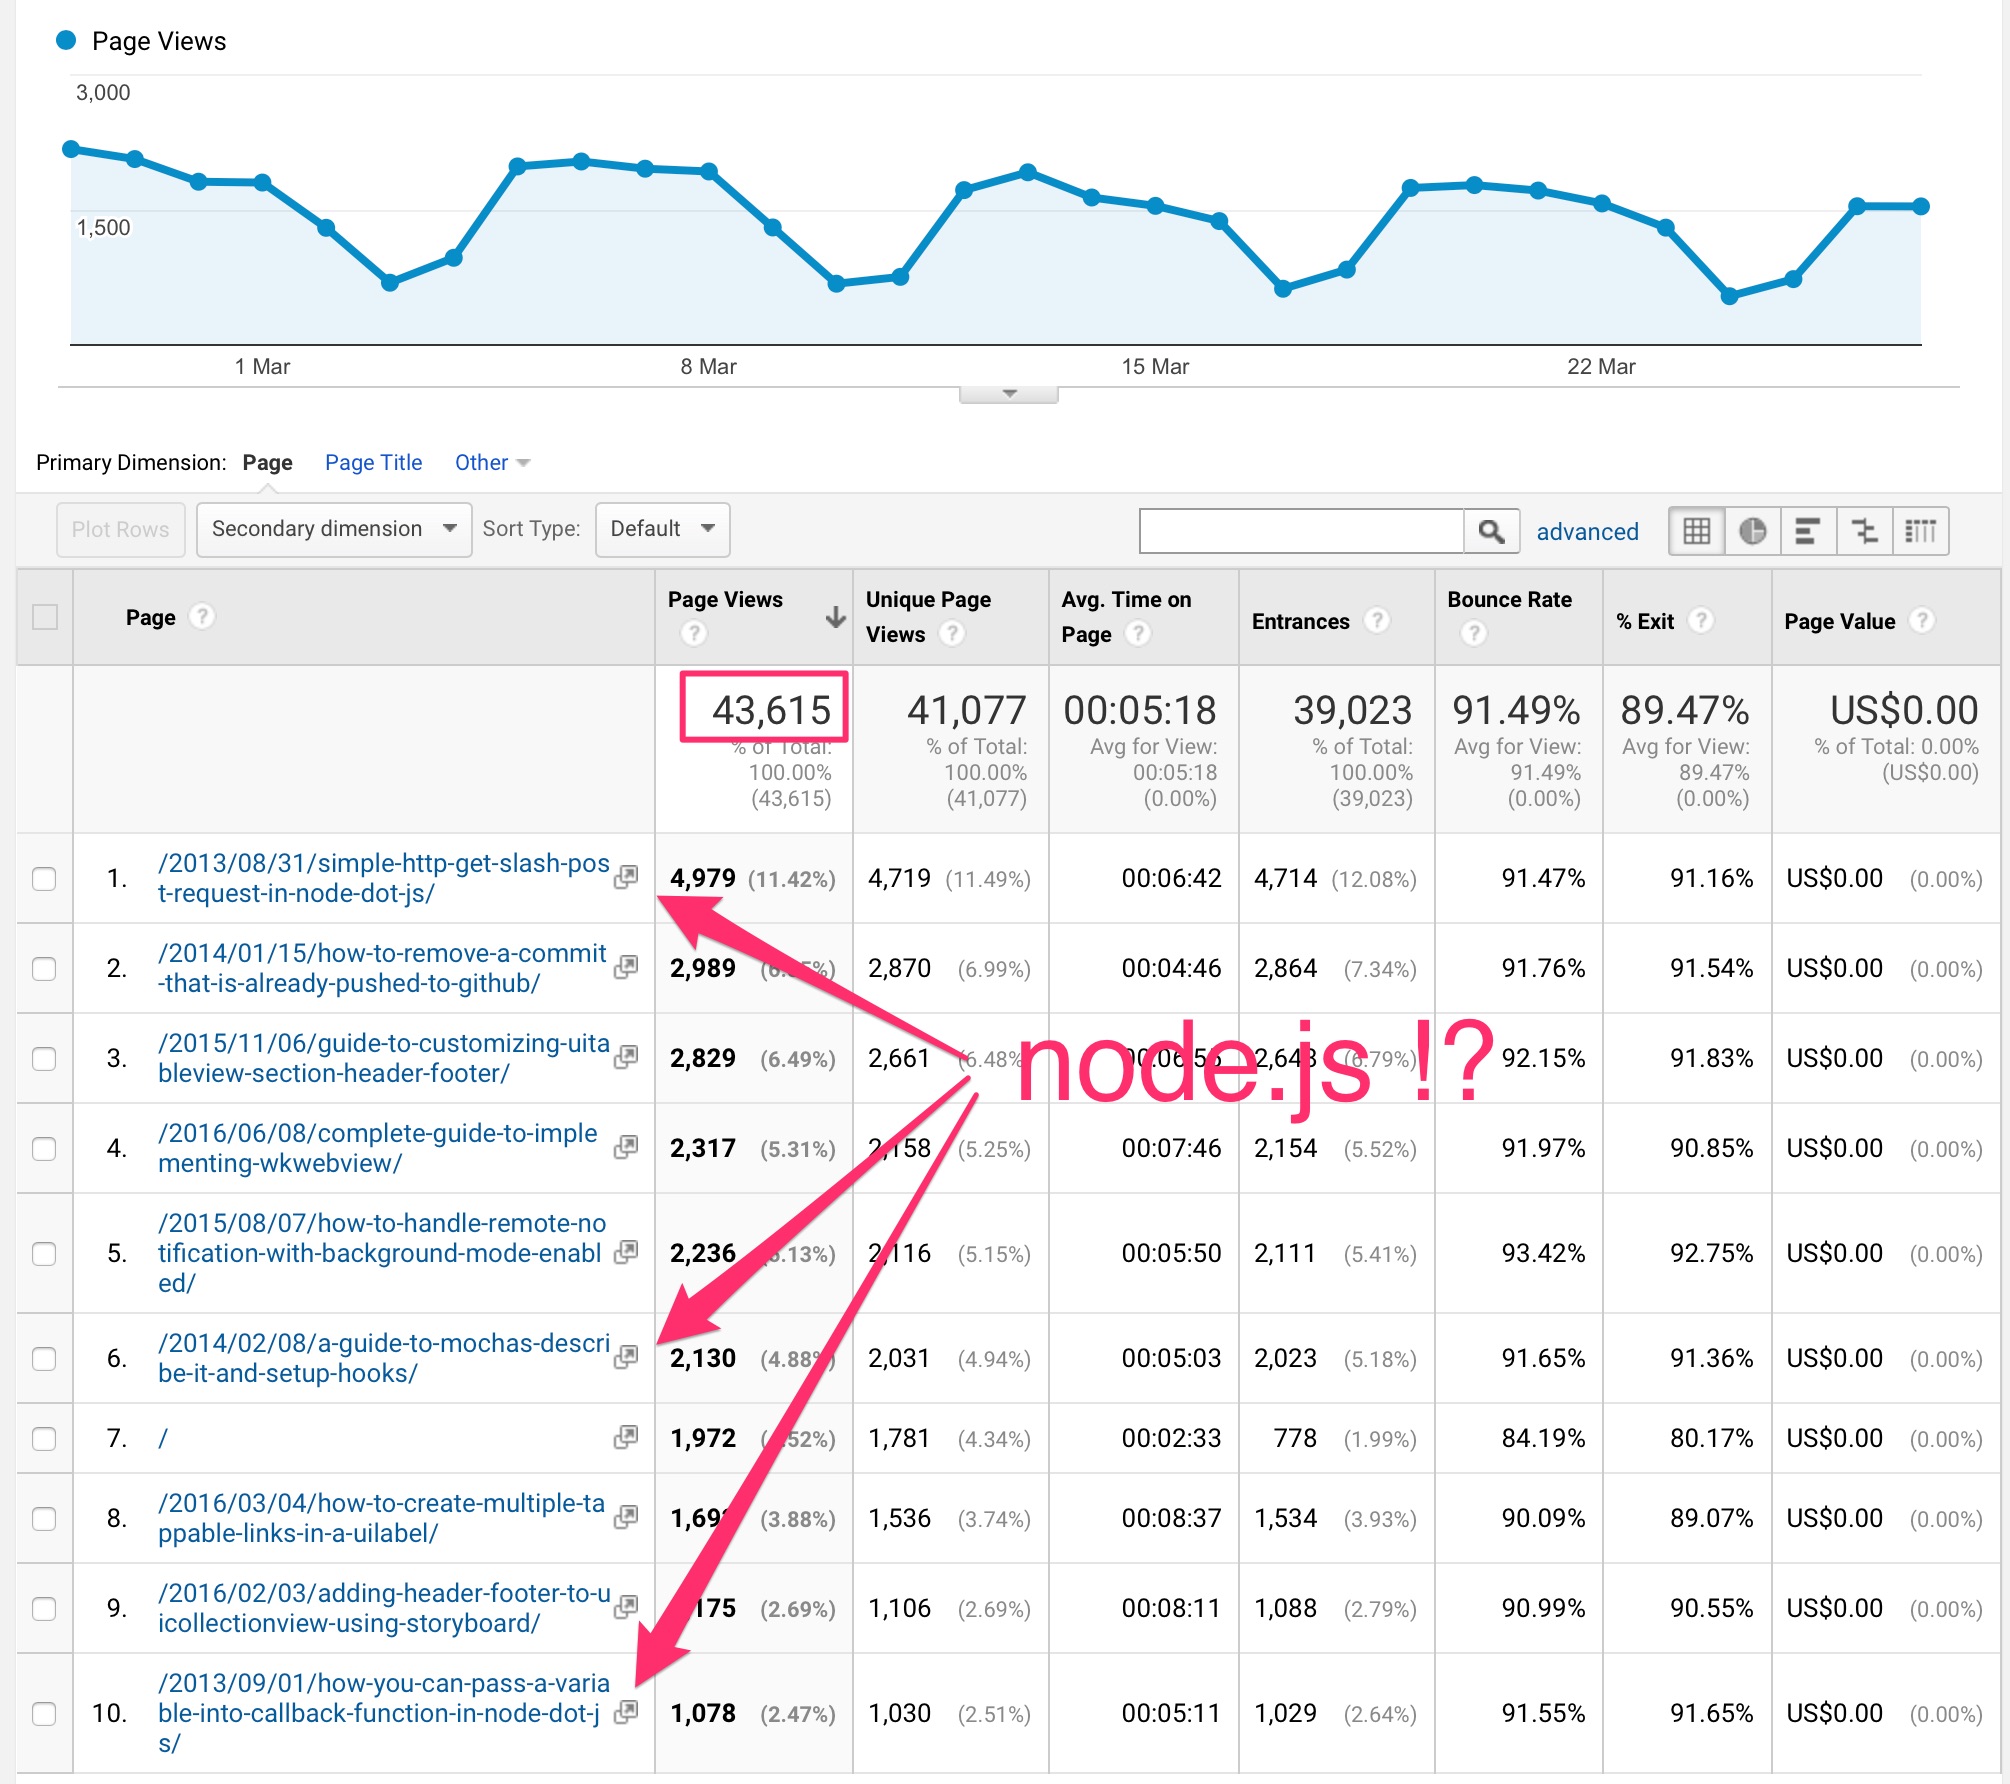 Page Views
3,000
1,500
1 Mar 8 Mar 15 Mar 22 Mar
Primary Dimension: Page Page Title Other
Plot Rows Secondary dimension Sort Type: Default advanced
Page ? Page Views ? Unique Page Views ? Avg. Time on Page ? Entrances ? Bounce Rate ? % Exit ? Page Value ?
43,615 41,077 00:05:18 39,023 91.49% 89.47% US$0.00
% of Total: % of Total: Avg for View: % of Total: Avg for View: Avg for View: % of Total: 0.00%
100.00% 100.00% 00:05:18 100.00% 91.49% 89.47% (US$0.00)
(43,615) (41,077) (0.00%) (39,023) (0.00%) (0.00%)
1. /2013/08/31/simple-http-get-slash-pos
t-request-in-node-dot-js/ 4,979 (11.42%) 4,719 (11.49%) 00:06:42 4,714 (12.08%) 91.47% 91.16% US$0.00 (0.00%)
2. /2014/01/15/how-to-remove-a-commit
-that-is-already-pushed-to-github/ 2,989 2,870 (6.99%) 00:04:46 2,864 (7.34%) 91.76% 91.54% US$0.00 (0.00%)
3. /2015/11/06/guide-to-customizing-uita
bleview-section-header-footer/ 2,829 (6.49%) 2,661 (6.48% (6.79%) 92.15% 91.83% US$0.00 (0.00%)
node.js !?
4. /2016/06/08/complete-guide-to-imple
menting-wkwebview/ 2,317 (5.31%) 2,158 (5.25%) 00:07:46 2,154 (5.52%) 91.97% 90.85% US$0.00 (0.00%)
5. /2015/08/07/how-to-handle-remote-no
tification-with-background-mode-enabl
ed/ 2,236 (5.13%) 2,116 (5.15%) 00:05:50 2,111 (5.41%) 93.42% 92.75% US$0.00 (0.00%)
6. /2014/02/08/a-guide-to-mochas-descri
be-it-and-setup-hooks/ 2,130 (4.88%) 2,031 (4.94%) 00:05:03 2,023 (5.18%) 91.65% 91.36% US$0.00 (0.00%)
7. / 1,972 1,781 (4.34%) 00:02:33 778 (1.99%) 84.19% 80.17% US$0.00 (0.00%)
8. /2016/03/04/how-to-create-multiple-ta
ppable-links-in-a-uilabel/ (3.88%) 1,536 (3.74%) 00:08:37 1,534 (3.93%) 90.09% 89.07% US$0.00 (0.00%)
9. /2016/02/03/adding-header-footer-to-u
icollectionview-using-storyboard/ 175 (2.69%) 1,106 (2.69%) 00:08:11 1,088 (2.79%) 90.99% 90.55% US$0.00 (0.00%)
10. /2013/09/01/how-you-can-pass-a-varia
ble-into-callback-function-in-node-dot-j
s/ 1,078 (2.47%) 1,030 (2.51%) 00:05:11 1,029 (2.64%) 91.55% 91.65% US$0.00 (0.00%)